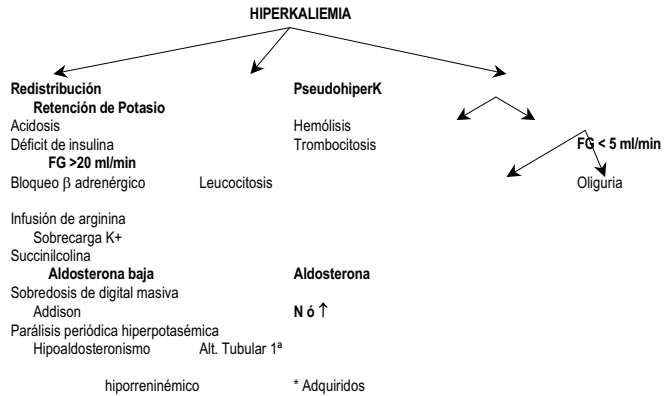 HIPERKALIEMIA
Redistribución PseudohiperK
Retención de Potasio
Acidosis Hemólisis
Déficit de insulina Trombocitosis FG < 5 ml/min
FG >20 ml/min
Bloqueo β adrenérgico Leucocitosis Oliguria
Infusión de arginina
Sobrecarga K+
Succinilcolina
Aldosterona baja Aldosterona
Sobredosis de digital masiva
Addison N ó ↑
Parálisis periódica hiperpotasémica
Hipoaldosteronismo Alt. Tubular 1ª
hiporreninémico * Adquiridos